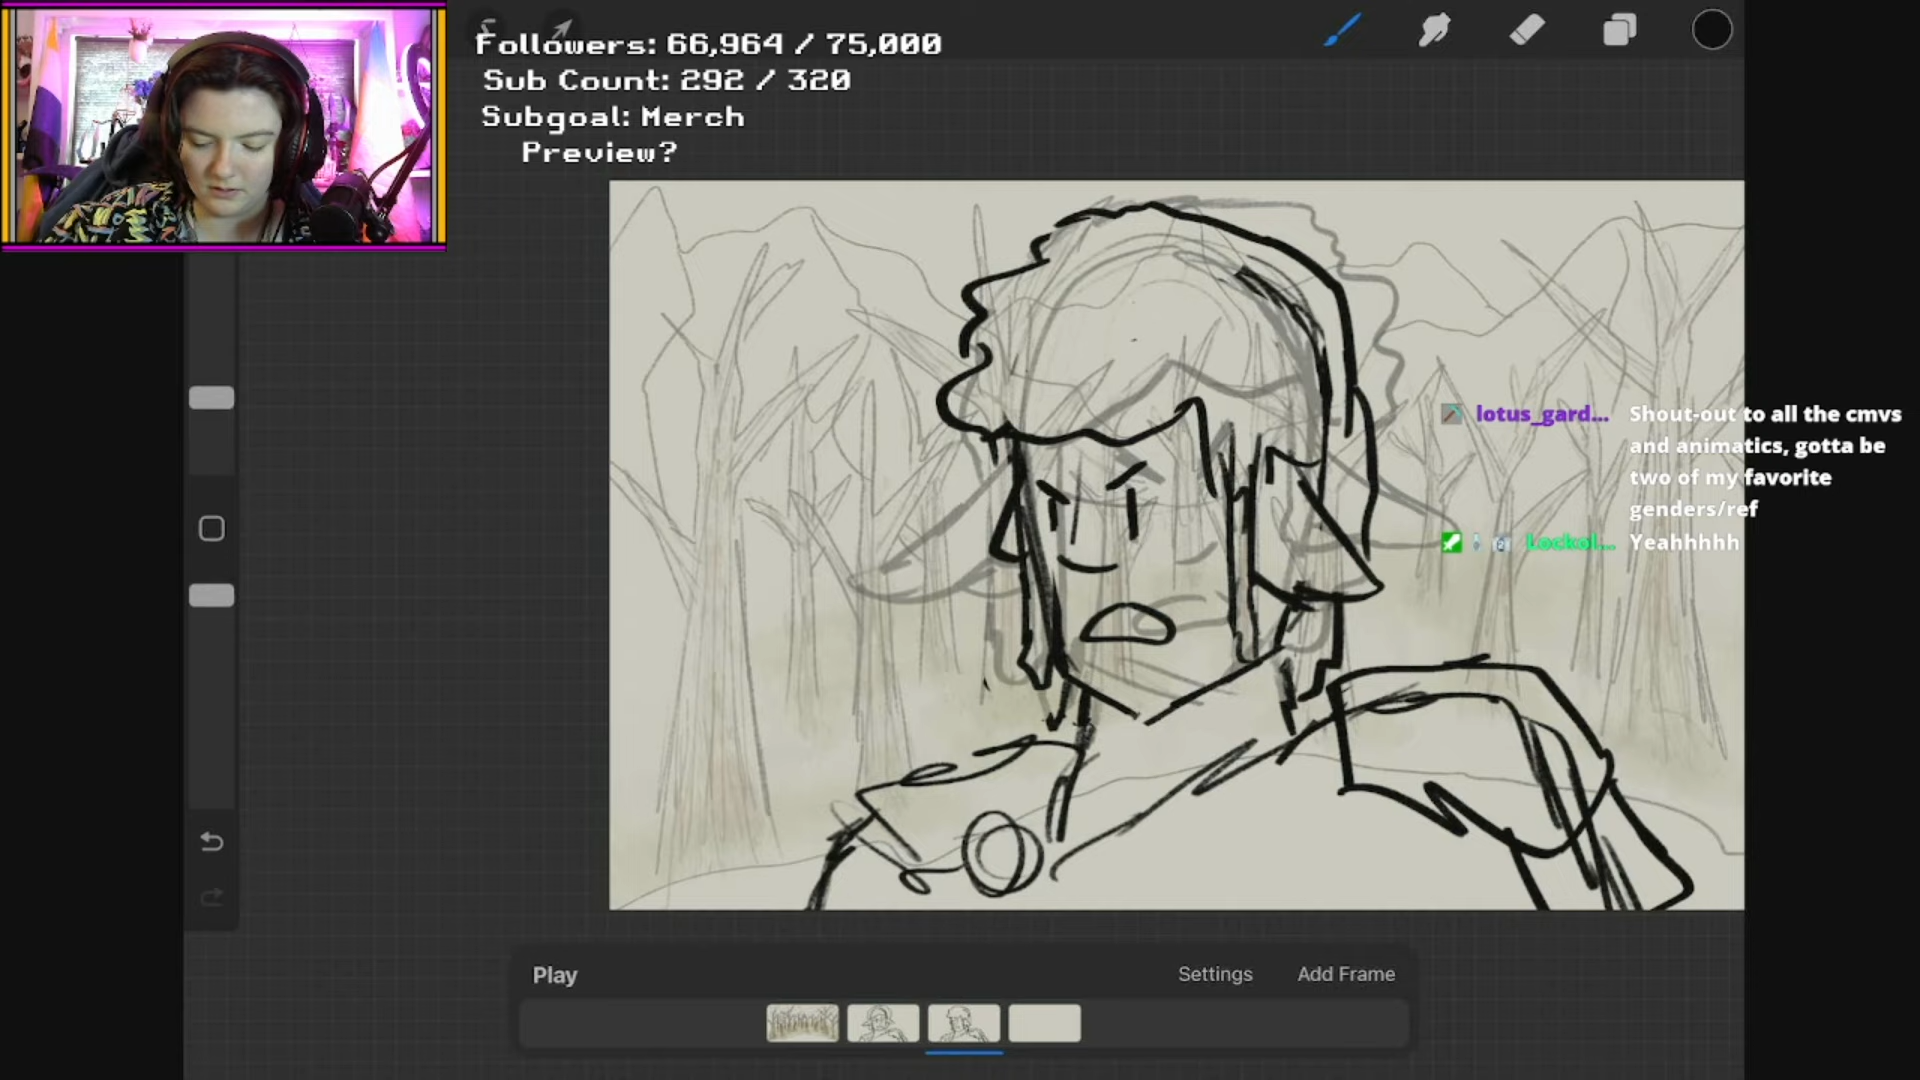 Followers: 66,964 / 75,000
Sub Count: 292 / 320
Subgoal: Merch
Preview?
lotus_gard... Shout-out to all the cmvs
and animatics, gotta be
two of my favorite
genders/ref
Lockol... Yeahhhhh
Play
Settings
Add Frame